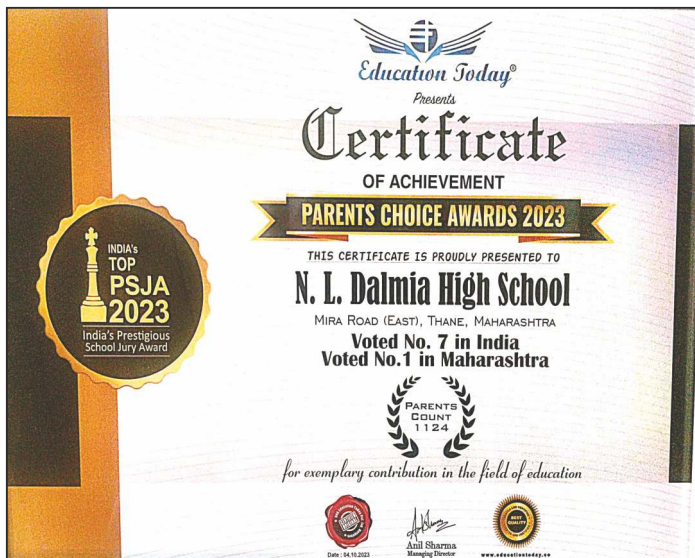 Education Today®
Presents
Certificate
OF ACHIEVEMENT
PARENTS CHOICE AWARDS 2023
THIS CERTIFICATE IS PROUDLY PRESENTED TO
N. L. Dalmia High School
MIRA ROAD (EAST), THANE, MAHARASHTRA
Voted No. 7 in India
Voted No.1 in Maharashtra
PARENTS
COUNT
1124
for exemplary contribution in the field of education
INDIA's
TOP
PSJA
2023
India's Prestigious
School Jury Award
Date : 04.10.2023
Anil Sharma
Managing Director
BEST
QUALITY
www.educationtoday.co